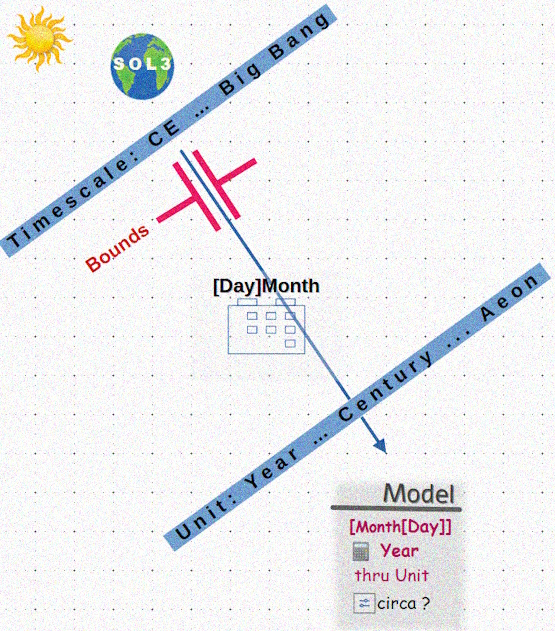 SOL3
Timescale: CE ... Big Bang
Bounds
[Day]Month
Unit: Year ... Century ... Aeon
Model
[Month[Day]]
Year
thru Unit
circa ?